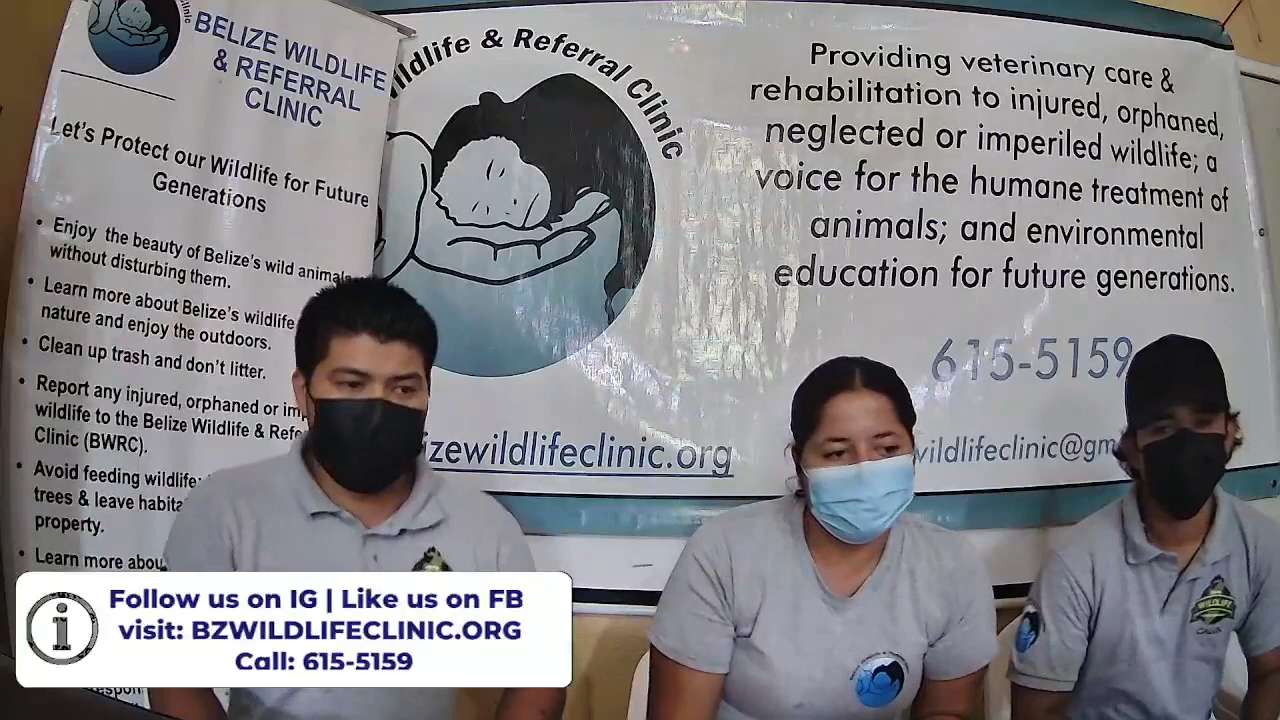 Clinic
BELIZE WILDLIFE
& REFERRAL
CLINIC
Let's Protect our Wildlife for Future
Generations
• Enjoy the beauty of Belize's wild animals
without disturbing them.
• Learn more about Belize's wildlife
nature and enjoy the outdoors.
• Clean up trash and don't litter.
• Report any injured, orphaned or im
wildlife to the Belize Wildlife & Refe
Clinic (BWRC).
• Avoid feeding wildlife;
trees & leave habita
property.
• Learn more abou
ildlife & Referral Clinic
izewildlifeclinic.org
Providing veterinary care &
rehabilitation to injured, orphaned,
neglected or imperiled wildlife; a
voice for the humane treatment of
animals; and environmental
education for future generations.
615-5159
wildlifeclinic@gm
WILDLIFE
Follow us on IG | Like us on FB
visit: BZWILDLIFECLINIC.ORG
Call: 615-5159